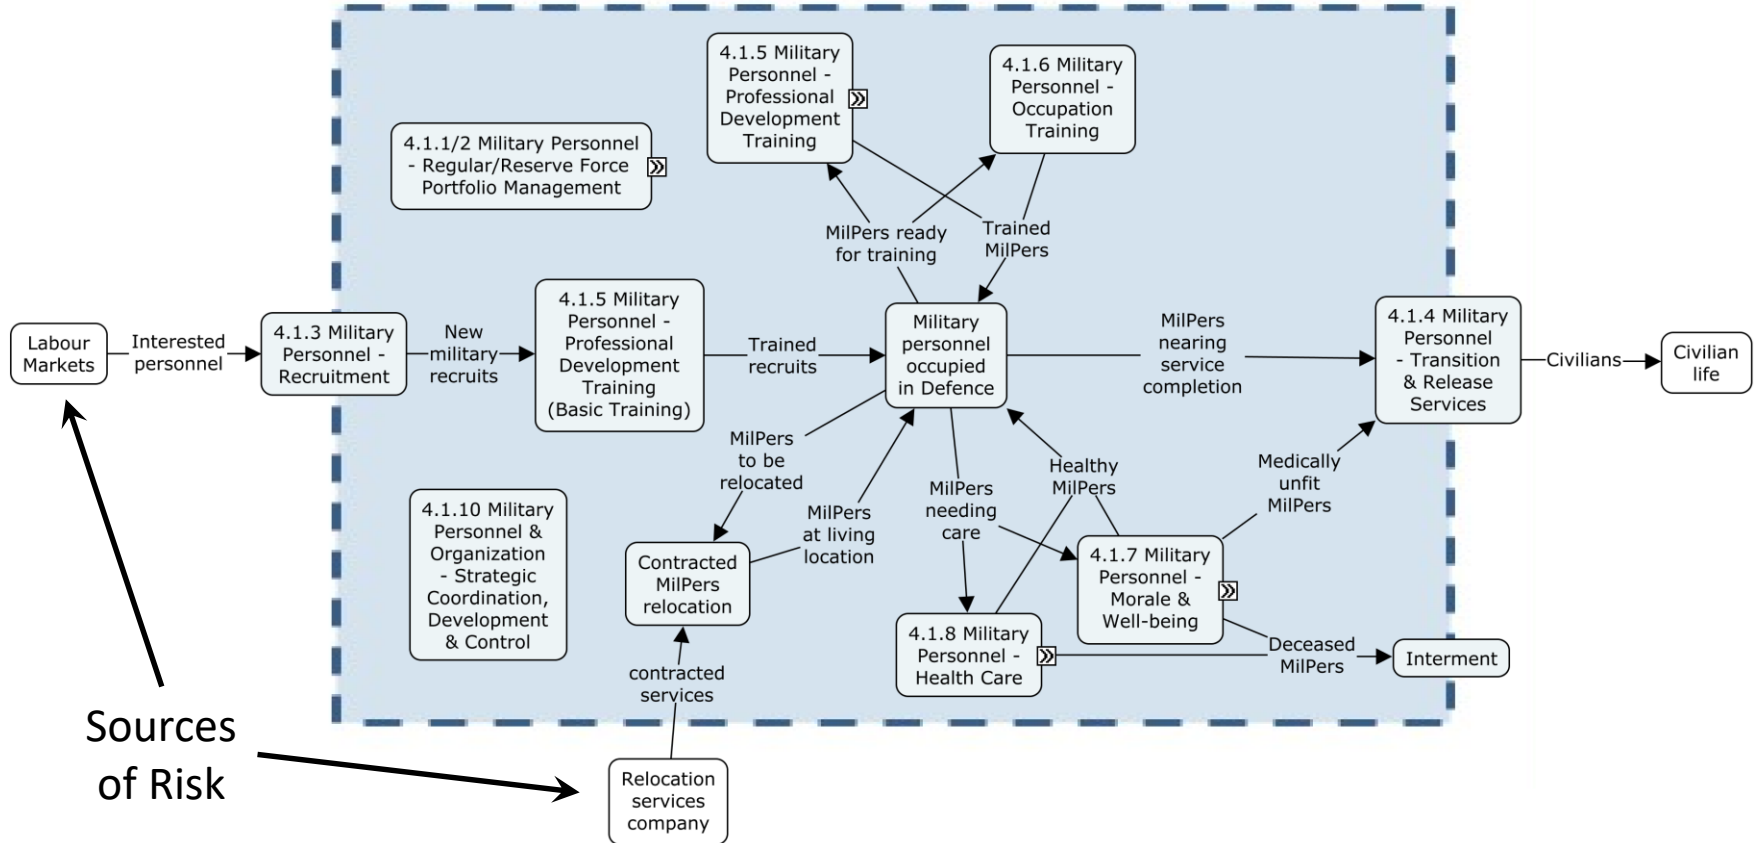 4.1.5 Military
Personnel -
Professional
Development
Training
4.1.6 Military
Personnel -
Occupation
Training
4.1.1/2 Military Personnel
- Regular/Reserve Force
Portfolio Management
MilPers ready
for training
Trained
MilPers
Labour
Markets
Interested
personnel
4.1.3 Military
Personnel -
Recruitment
New
military
recruits
4.1.5 Military
Personnel -
Professional
Development
Training
(Basic Training)
Trained
recruits
Military
personnel
occupied
in Defence
MilPers
nearing
service
completion
4.1.4 Military
Personnel
- Transition
& Release
Services
Civilians
Civilian
life
MilPers
to be
relocated
MilPers
at living
location
MilPers
needing
care
Healthy
MilPers
Medically
unfit
MilPers
4.1.10 Military
Personnel &
Organization
- Strategic
Coordination,
Development
& Control
Contracted
MilPers
relocation
4.1.7 Military
Personnel -
Morale &
Well-being
4.1.8 Military
Personnel -
Health Care
Deceased
MilPers
Interment
contracted
services
Sources
of Risk
Relocation
services
company